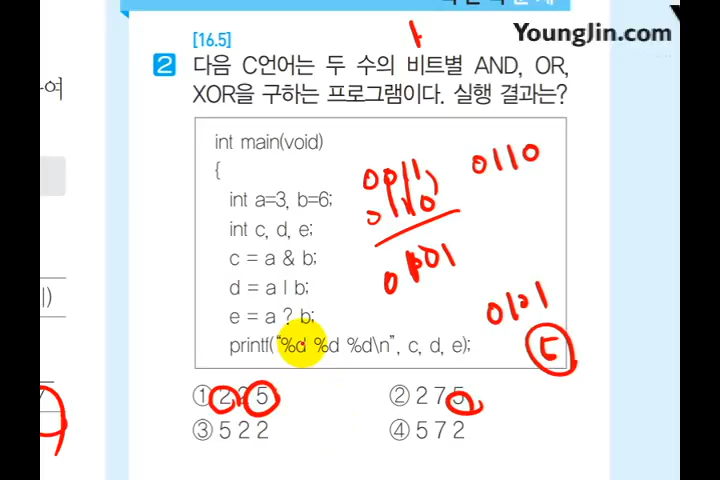 YoungJin.com
[16.5]
2 다음 C언어는 두 수의 비트별 AND, OR,
XOR을 구하는 프로그램이다. 실행 결과는?
int main(void)
{
int a=3, b=6;
int c, d, e;
c = a & b;
d = a | b;
e = a ? b;
printf("%d %d %d\n", c, d, e);
0011
0110
0110
0101
5
① 2 2 5
② 2 7 5
③ 5 2 2
④ 5 7 2